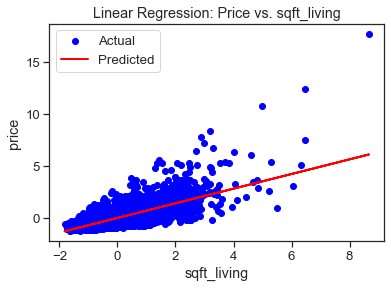 Linear Regression: Price vs. sqft_living
Actual
Predicted
price
15
10
5
0
−2
0
2
4
6
8
sqft_living